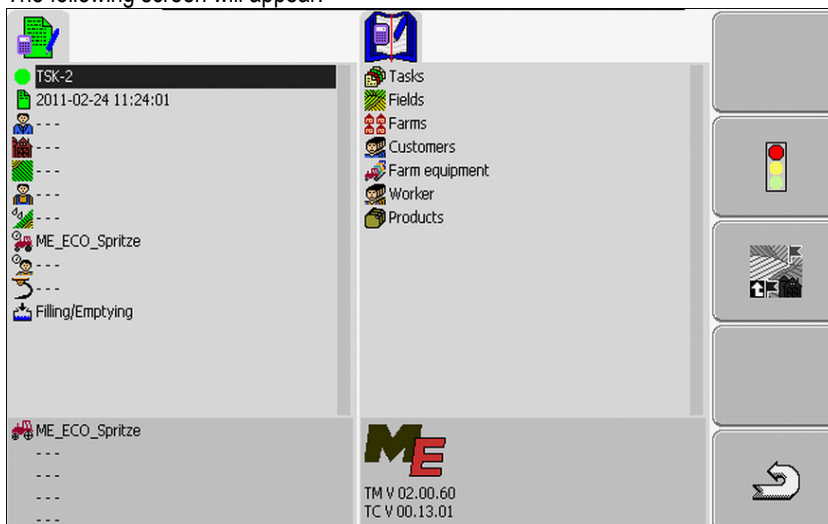 The following screen will appear:
TSK-2
2011-02-24 11:24:01
- - -
- - -
- - -
- - -
- - -
ME_ECO_Spritze
- - -
- - -
Filling/Emptying
ME_ECO_Spritze
- - -
- - -
- - -
- - -
Tasks
Fields
Farms
Customers
Farm equipment
Worker
Products
ME
TM V 02.00.60
TC V 00.13.01